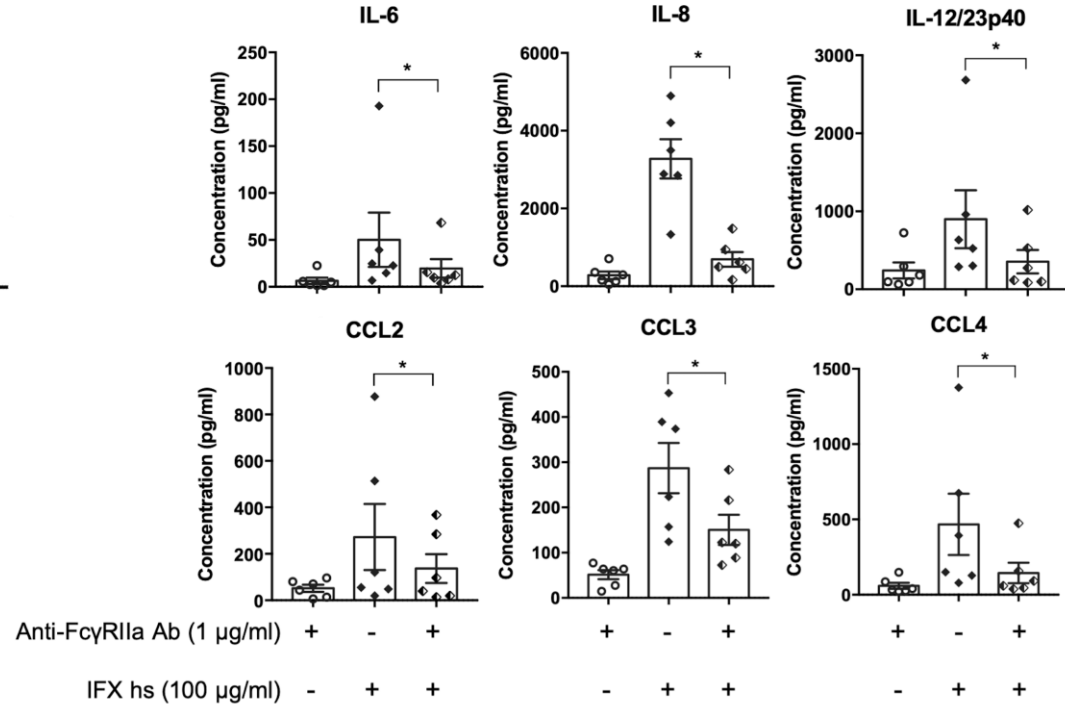 IL-6 IL-8 IL-12/23p40
Concentration (pg/ml) 250 200 150 100 50 0 *
Concentration (pg/ml) 6000 4000 2000 0 *
Concentration (pg/ml) 3000 2000 1000 0 *
CCL2 CCL3 CCL4
Concentration (pg/ml) 1000 800 600 400 200 0 *
Concentration (pg/ml) 500 400 300 200 100 0 *
Concentration (pg/ml) 1500 1000 500 0 *
Anti-FcγRIIa Ab (1 µg/ml) + - + + - + + - +
IFX hs (100 µg/ml) - + + - + + - + +